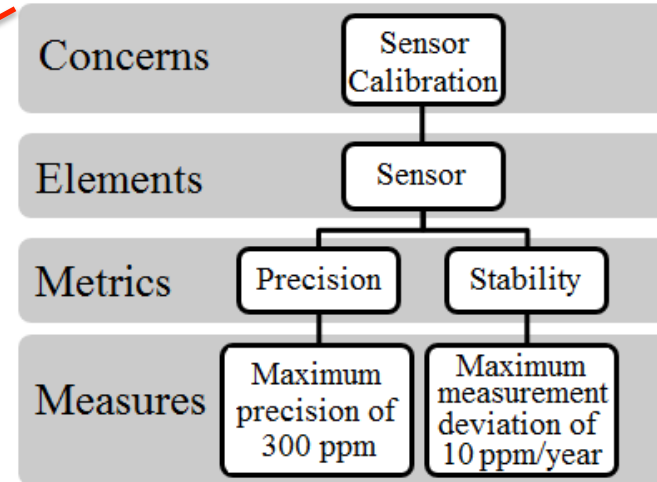 Concerns
Sensor
Calibration
Elements
Sensor
Metrics
Precision
Stability
Measures
Maximum
precision of
300 ppm
Maximum
measurement
deviation of
10 ppm/year